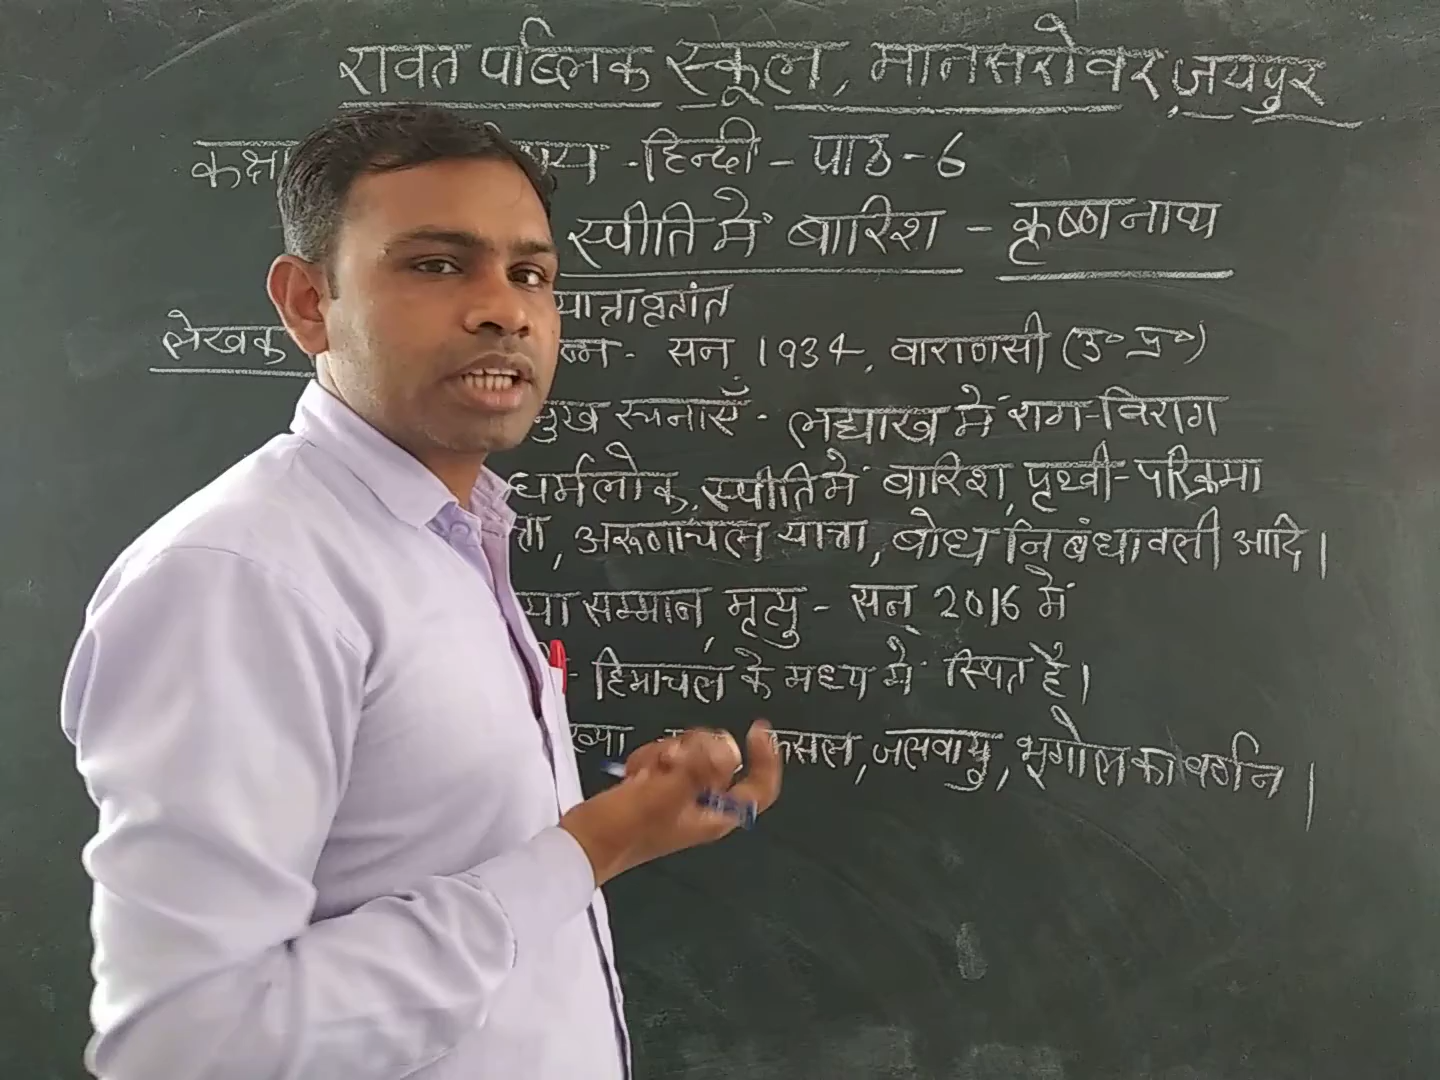 रावत पब्लिक स्कूल, मानसरोवर, जयपुर
कक्षा - हिन्दी - पाठ - 6
स्पीति में बारिश - कृष्णनाथ
यात्रावृतांत
लेखक
सन् 1934, वाराणसी (उ॰ प्र॰)
रचनाएँ - लद्दाख में राग-विराग
धर्मलोक, स्पीति में बारिश, पृथ्वी-परिक्रमा
अरूणांचल यात्रा, बोध निबंधावली आदि।
सम्मान, मृत्यु - सन् 2016 में
- हिमाचल के मध्य में स्थित है।
फसल, जलवायु, भूगोल का वर्णन।